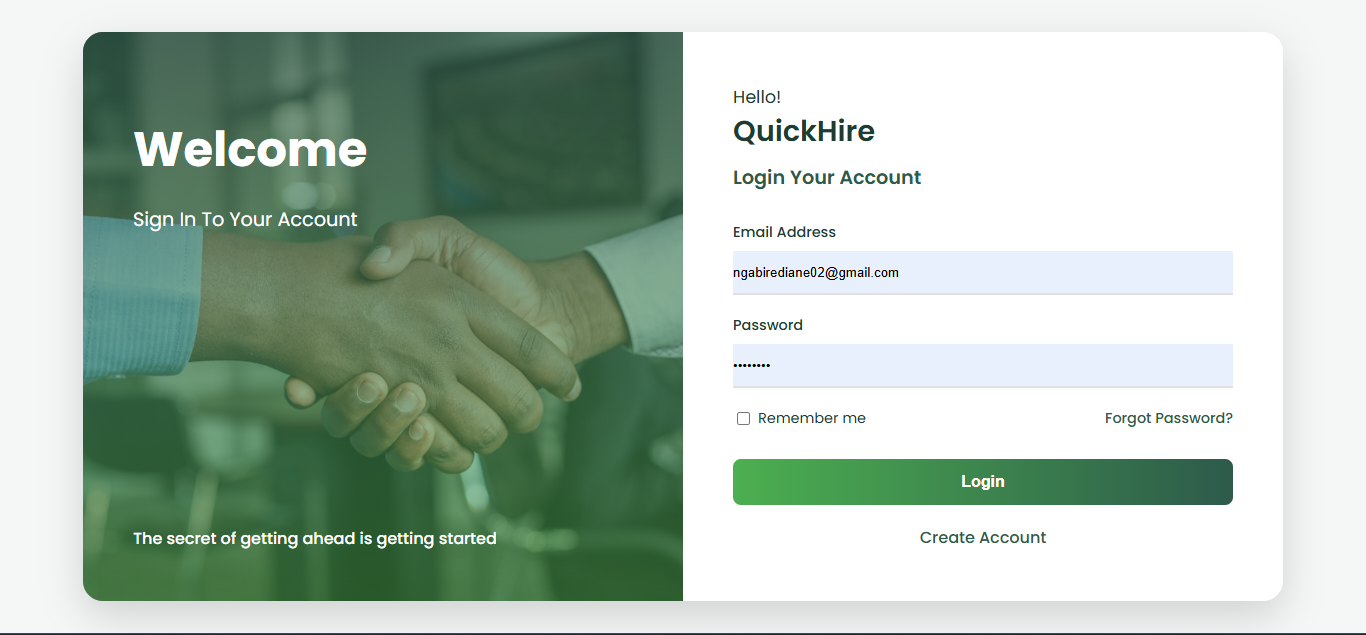 Welcome
Sign In To Your Account
The secret of getting ahead is getting started
Hello!
QuickHire
Login Your Account
Email Address
ngabirediane02@gmail.com
Password
••••••••
Remember me
Forgot Password?
Login
Create Account